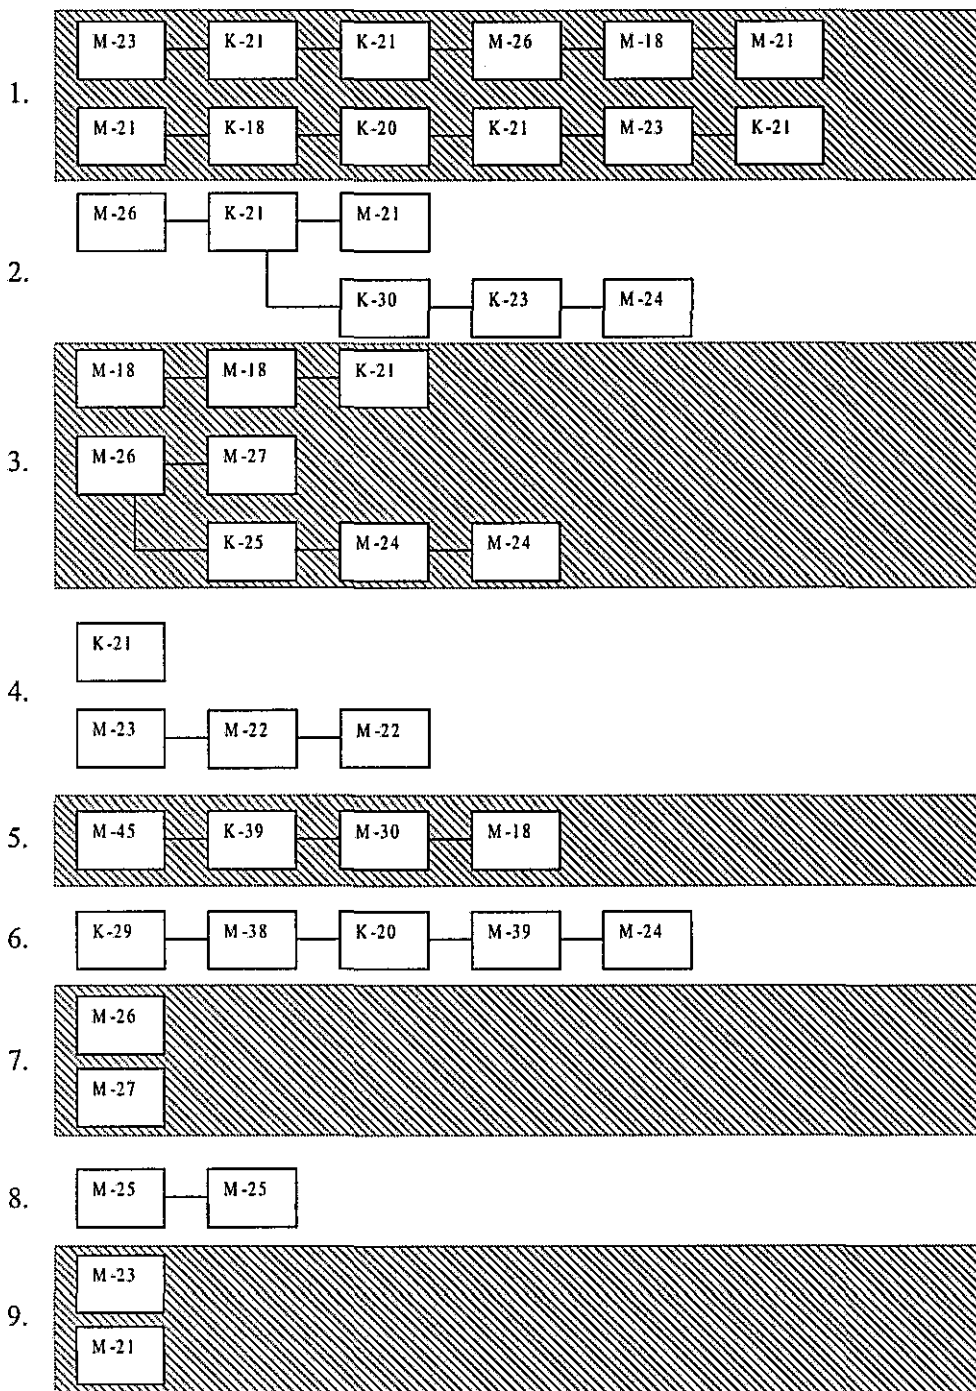 M-23 K-21 K-21 M-26 M-18 M-21
1.
M-21 K-18 K-20 K-21 M-23 K-21
M-26 K-21 M-21
2.
K-30 K-23 M-24
M-18 M-18 K-21
3.
M-26 M-27
K-25 M-24 M-24
K-21
4.
M-23 M-22 M-22
5. M-45 K-39 M-30 M-18
6. K-29 M-38 K-20 M-39 M-24
M-26
7.
M-27
8. M-25 M-25
M-23
9.
M-21